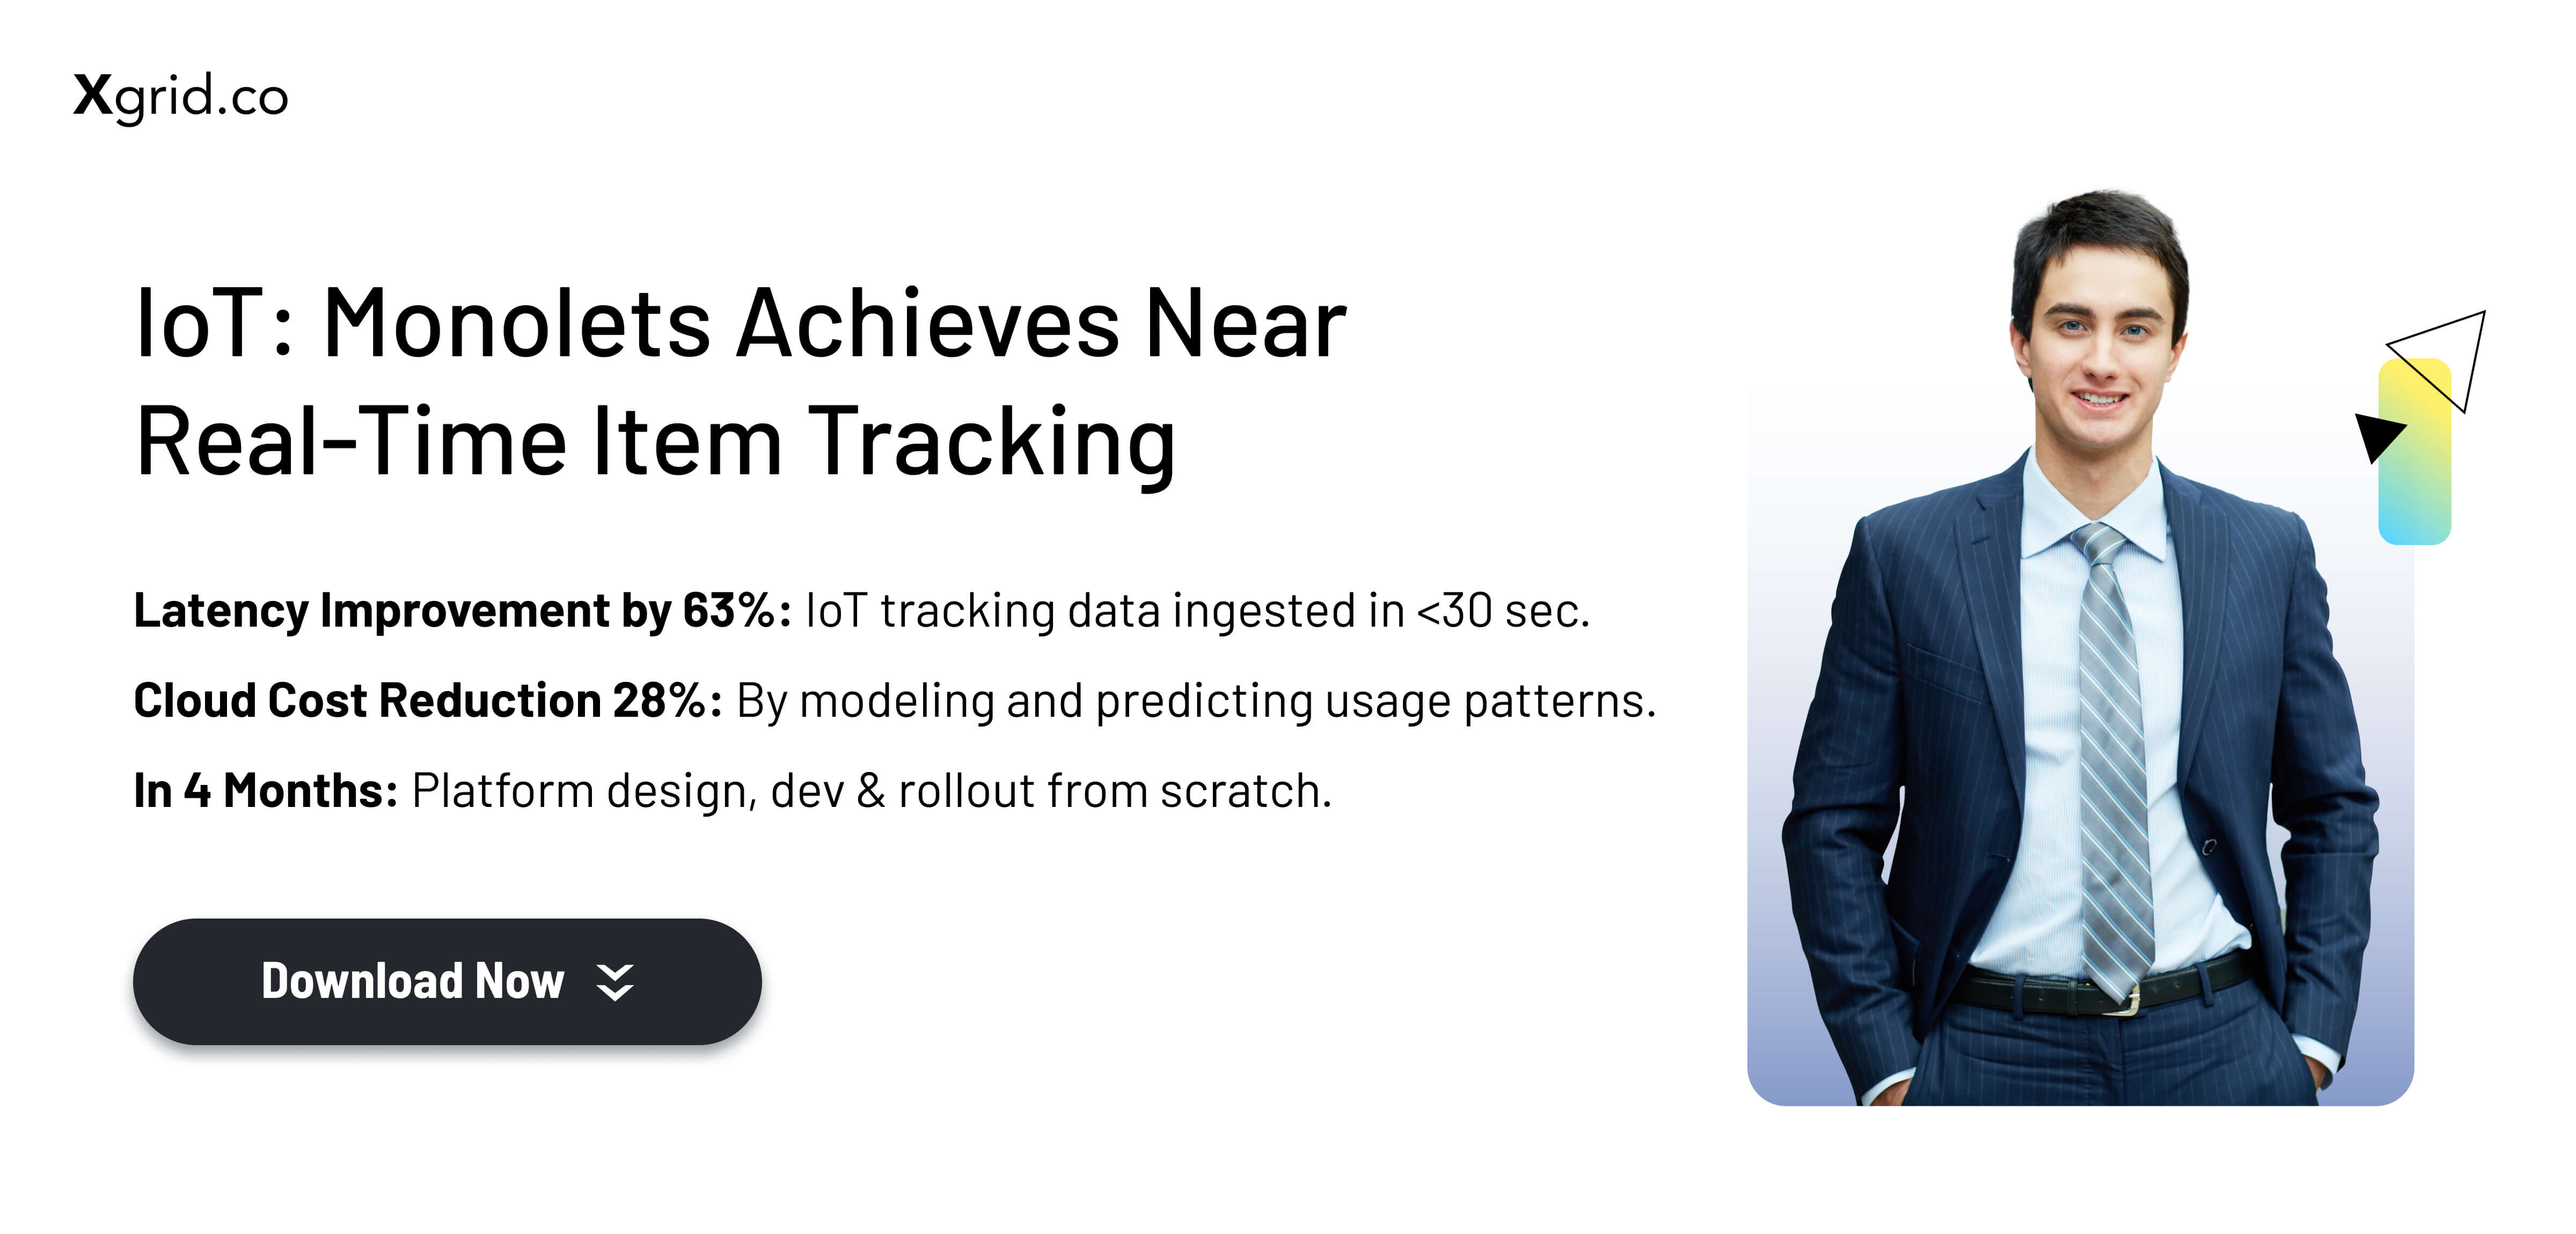 Xgrid.co
IoT: Monolets Achieves Near
Real-Time Item Tracking
Latency Improvement by 63%: IoT tracking data ingested in <30 sec.
Cloud Cost Reduction 28%: By modeling and predicting usage patterns.
In 4 Months: Platform design, dev & rollout from scratch.
Download Now